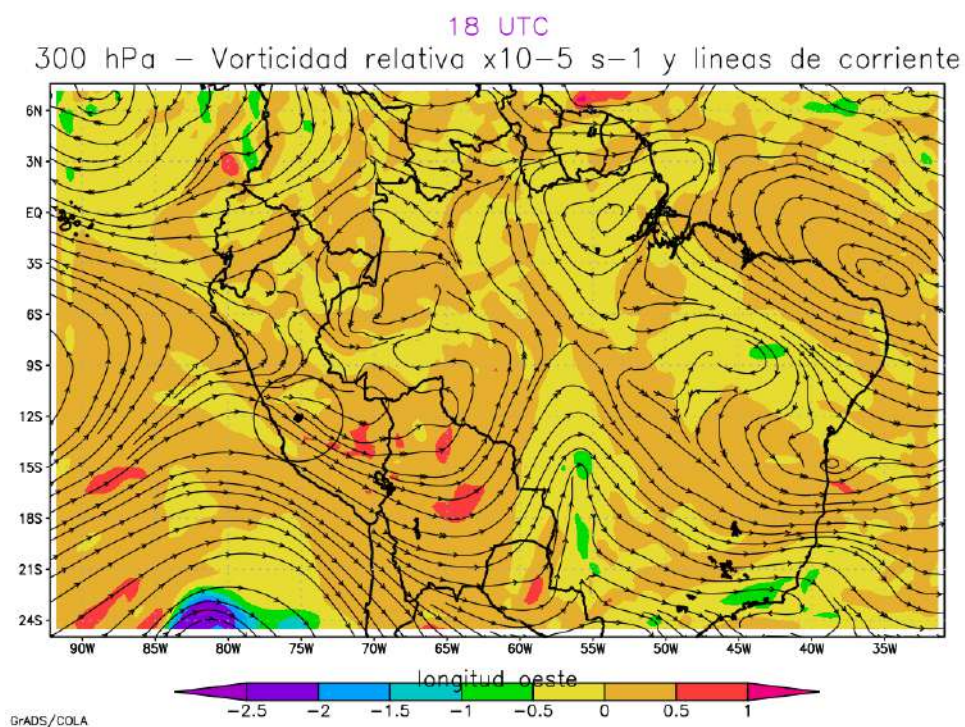 18 UTC
300 hPa – Vorticidad relativa x10–5 s–1 y lineas de corriente
6N
3N
EQ
3S
6S
9S
12S
15S
18S
21S
24S
90W 85W 80W 75W 70W 65W 60W 55W 50W 45W 40W 35W
longitud oeste
−2.5 −2 −1.5 −1 −0.5 0 0.5 1
GrADS/COLA